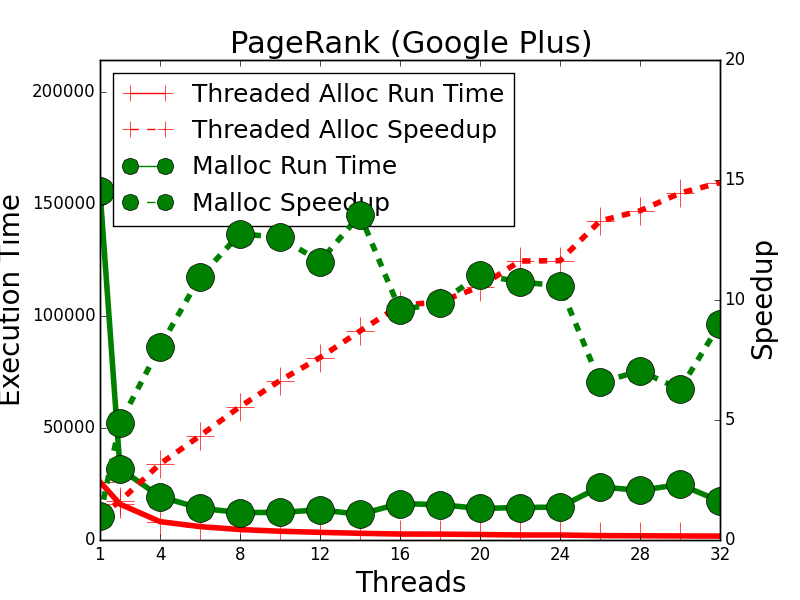 PageRank (Google Plus)
Threaded Alloc Run Time
Threaded Alloc Speedup
Malloc Run Time
Malloc Speedup
Execution Time
200000
150000
100000
50000
0
20
15
10
5
0
Speedup
1 4 8 12 16 20 24 28 32
Threads